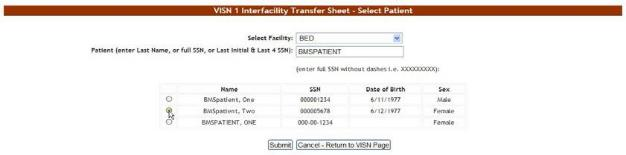 VISN 1 Interfacility Transfer Sheet - Select Patient
Select Facility: BED
Patient (enter Last Name, or full SSN, or Last Initial & Last 4 SSN): BMSPATIENT
(enter full SSN without dashes i.e. XXXXXXXXX):
Name SSN Date of Birth Sex
BMSpatient, One 000001234 6/11/1977 Male
BMSpatient, Two 000005678 6/12/1977 Female
BMSPATIENT, ONE 000-00-1234 Female
Submit Cancel - Return to VISN Page